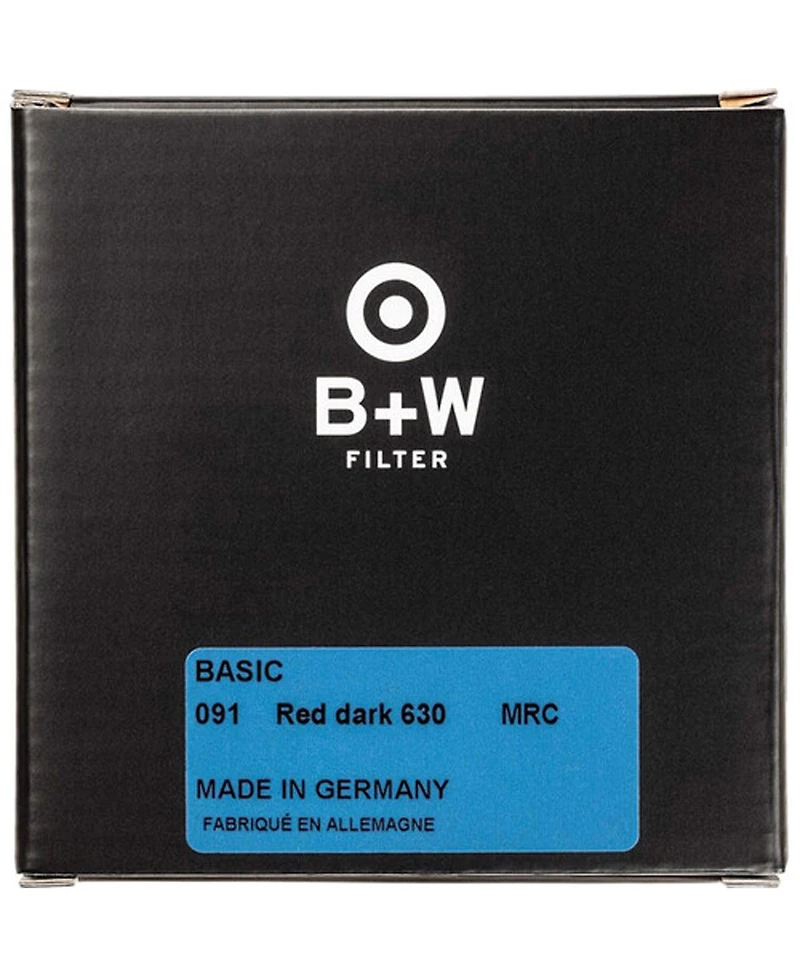 B+W
FILTER
BASIC
091 Red dark 630 MRC
MADE IN GERMANY
FABRIQUÉ EN ALLEMAGNE